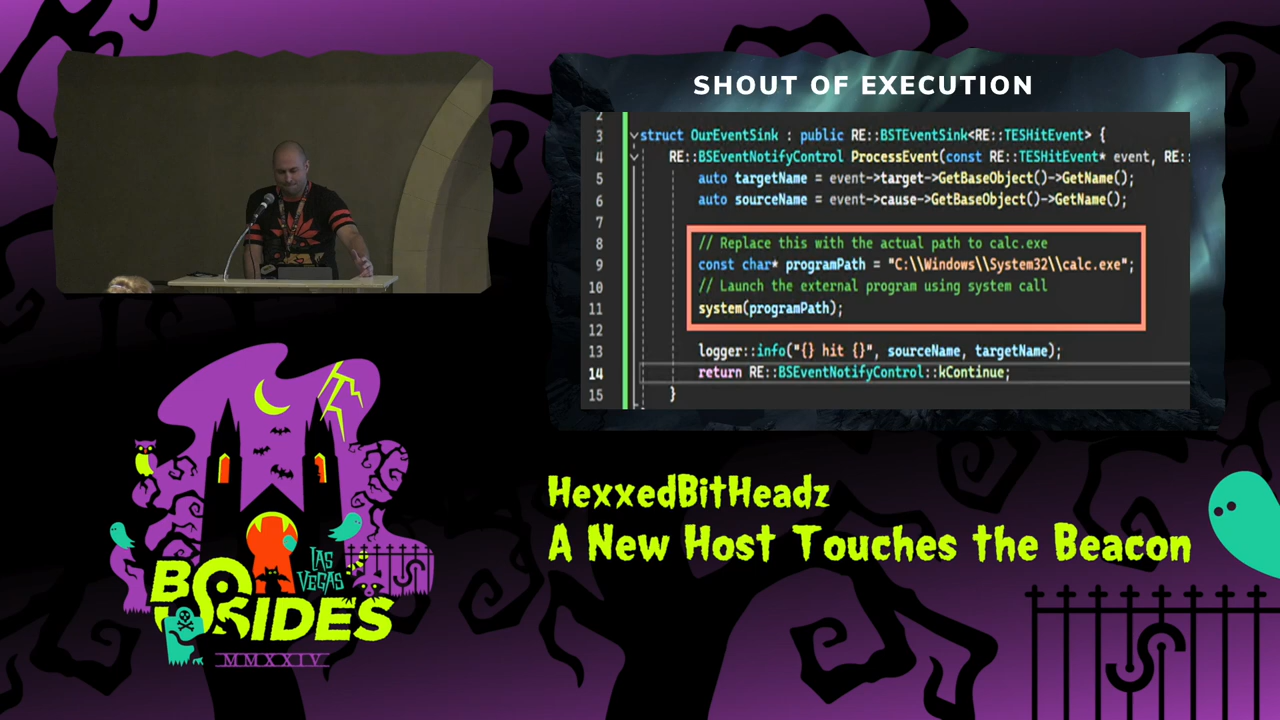 SHOUT OF EXECUTION
2
3 struct OurEventSink : public RE::BSTEventSink<RE::TESHitEvent> {
4 RE::BSEventNotifyControl ProcessEvent(const RE::TESHitEvent* event, RE::
5 auto targetName = event->target->GetBaseObject()->GetName();
6 auto sourceName = event->cause->GetBaseObject()->GetName();
7
8 // Replace this with the actual path to calc.exe
9 const char* programPath = "C:\\Windows\\System32\\calc.exe";
10 // Launch the external program using system call
11 system(programPath);
12
13 logger::info("{} hit {}", sourceName, targetName);
14 return RE::BSEventNotifyControl::kContinue;
15 }
HexxedBitHeadz
A New Host Touches the Beacon
LAS
VEGAS
BSIDES
MMXXIV